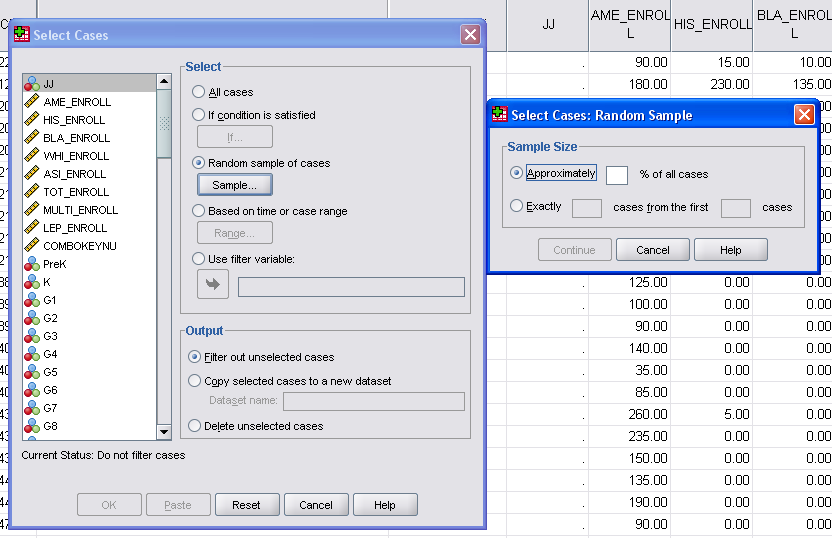 Select Cases
JJ
AME_ENROLL
HIS_ENROLL
BLA_ENROLL
WHI_ENROLL
ASI_ENROLL
TOT_ENROLL
MULTI_ENROLL
LEP_ENROLL
COMBOKEYNU
PreK
K
G1
G2
G3
G4
G5
G6
G7
G8
Current Status: Do not filter cases
Select
All cases
If condition is satisfied
If...
Random sample of cases
Sample...
Based on time or case range
Range...
Use filter variable:
Output
Filter out unselected cases
Copy selected cases to a new dataset
Dataset name:
Delete unselected cases
OK Paste Reset Cancel Help
JJ AME_ENROL
L HIS_ENROLL BLA_ENROL
L
. 90.00 15.00 10.00
. 180.00 230.00 135.00
Select Cases: Random Sample
Sample Size
Approximately % of all cases
Exactly cases from the first cases
Continue Cancel Help
. 125.00 0.00 0.00
. 100.00 0.00 0.00
. 90.00 0.00 0.00
. 140.00 0.00 0.00
. 35.00 0.00 0.00
. 85.00 0.00 0.00
. 260.00 5.00 0.00
. 235.00 0.00 0.00
. 150.00 0.00 0.00
. 135.00 0.00 0.00
. 190.00 0.00 0.00
. 90.00 0.00 0.00